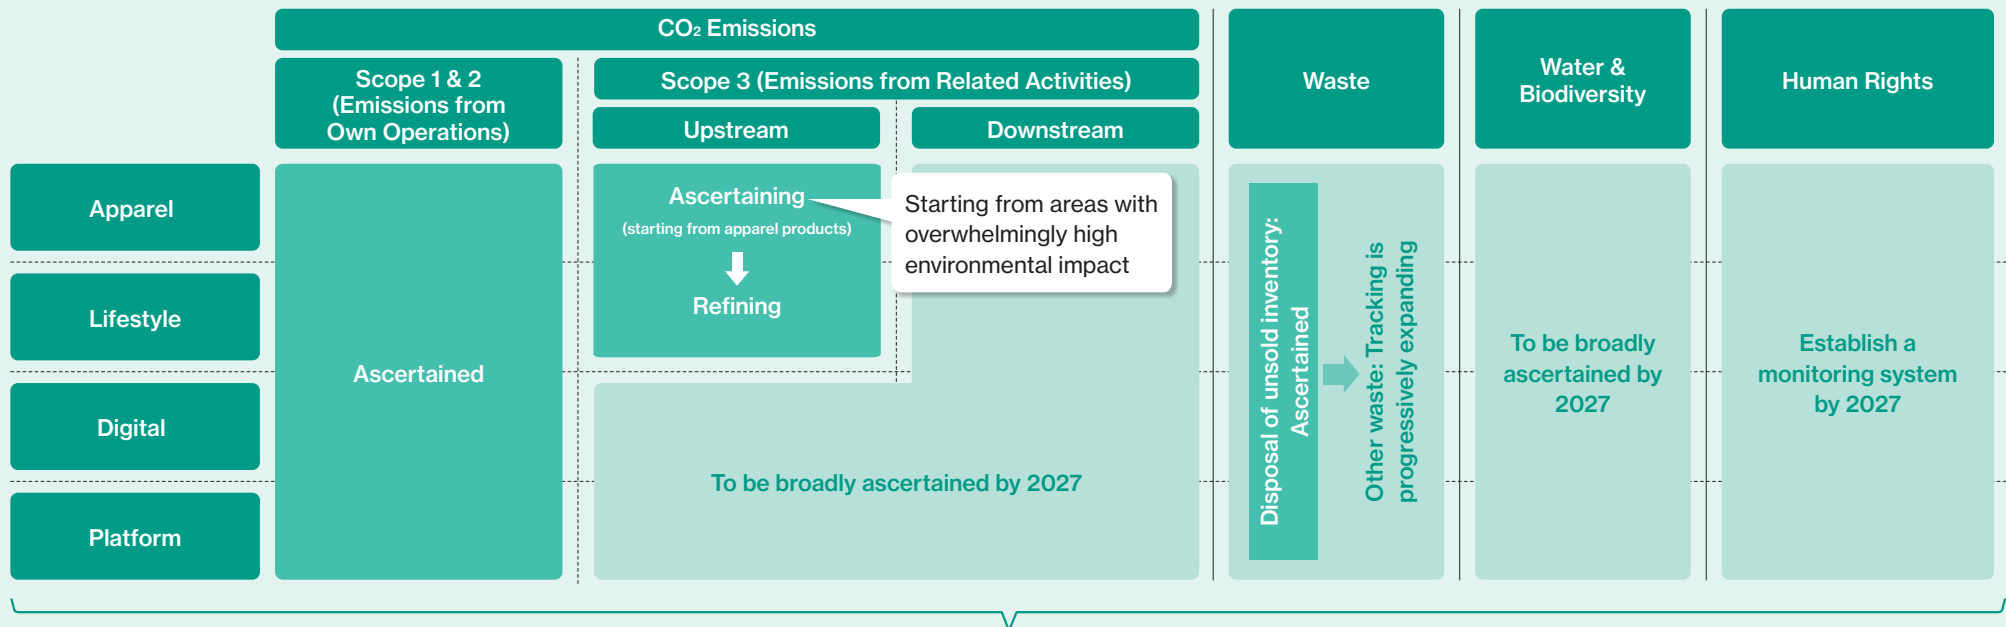 CO₂ Emissions
Scope 1 & 2
(Emissions from
Own Operations)
Scope 3 (Emissions from Related Activities)
Upstream
Downstream
Waste
Water &
Biodiversity
Human Rights
Apparel
Lifestyle
Digital
Platform
Ascertained
Ascertaining
(starting from apparel products)
Refining
Starting from areas with
overwhelmingly high
environmental impact
To be broadly ascertained by 2027
Disposal of unsold inventory:
Ascertained
Other waste: Tracking is
progressively expanding
To be broadly
ascertained by
2027
Establish a
monitoring system
by 2027